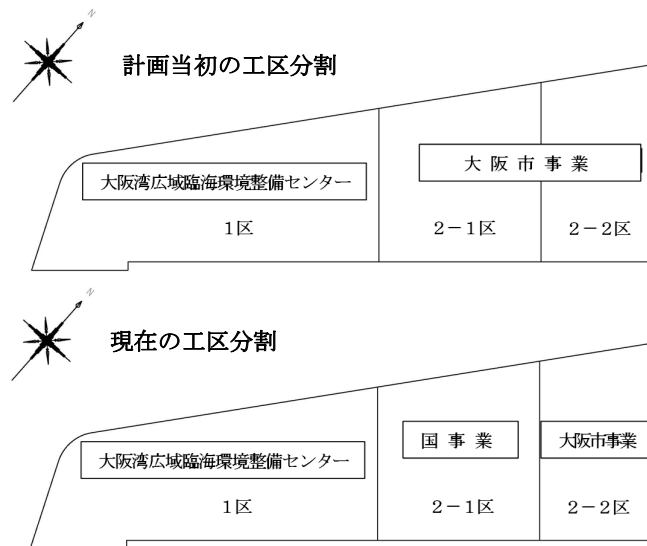 N
計画当初の工区分割
大阪市事業
大阪湾広域臨海環境整備センター
1区
2-1区
2-2区
N
現在の工区分割
国事業
大阪市事業
大阪湾広域臨海環境整備センター
1区
2-1区
2-2区